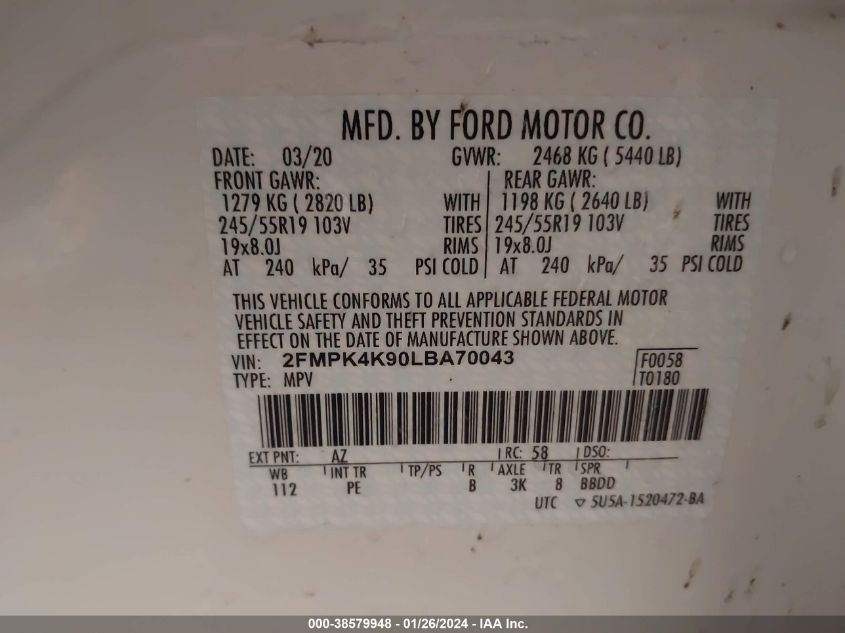 MFD. BY FORD MOTOR CO.
DATE: 03/20 GVWR: 2468 KG ( 5440 LB)
FRONT GAWR: REAR GAWR:
1279 KG ( 2820 LB) WITH 1198 KG ( 2640 LB) WITH
245/55R19 103V TIRES 245/55R19 103V TIRES
19x8.0J RIMS 19x8.0J RIMS
AT 240 kPa/ 35 PSI COLD AT 240 kPa/ 35 PSI COLD
THIS VEHICLE CONFORMS TO ALL APPLICABLE FEDERAL MOTOR
VEHICLE SAFETY AND THEFT PREVENTION STANDARDS IN
EFFECT ON THE DATE OF MANUFACTURE SHOWN ABOVE.
VIN: 2FMPK4K90LBA70043 F0058
TYPE: MPV T0180
EXT PNT: AZ RC: 58 DSO:
WB INT TR TP/PS R AXLE TR SPR
112 PE B 3K 8 BBDD
UTC ▽ 5U5A-1520472-BA
000-38579948 - 01/26/2024 - IAA Inc.